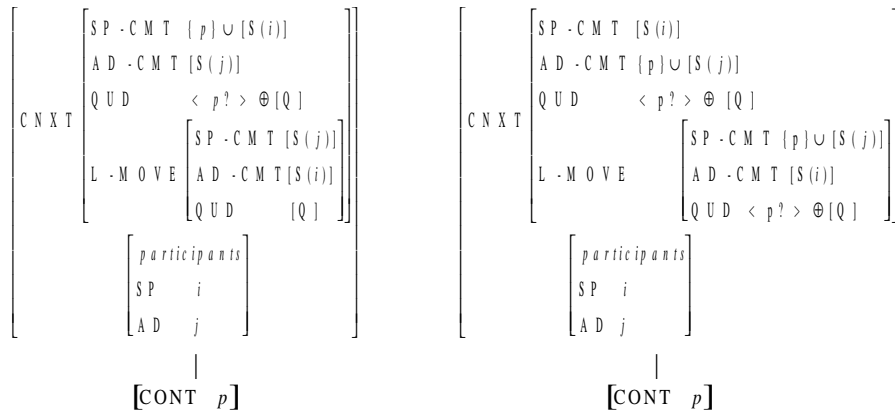 SP-CMT {p}∪[S(i)]
AD-CMT [S(j)]
QUD < p? > ⊕ [Q]
CNXT
SP-CMT [S(j)]
L-MOVE AD-CMT [S(i)]
QUD [Q]
participants
SP i
AD j
[CONT p]
SP-CMT [S(i)]
AD-CMT {p}∪[S(j)]
QUD < p? > ⊕ [Q]
CNXT
SP-CMT {p}∪[S(j)]
L-MOVE AD-CMT [S(i)]
QUD < p? > ⊕[Q]
participants
SP i
AD j
[CONT p]